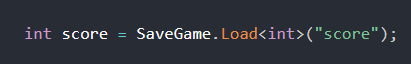 int score = SaveGame.Load<int>("score");